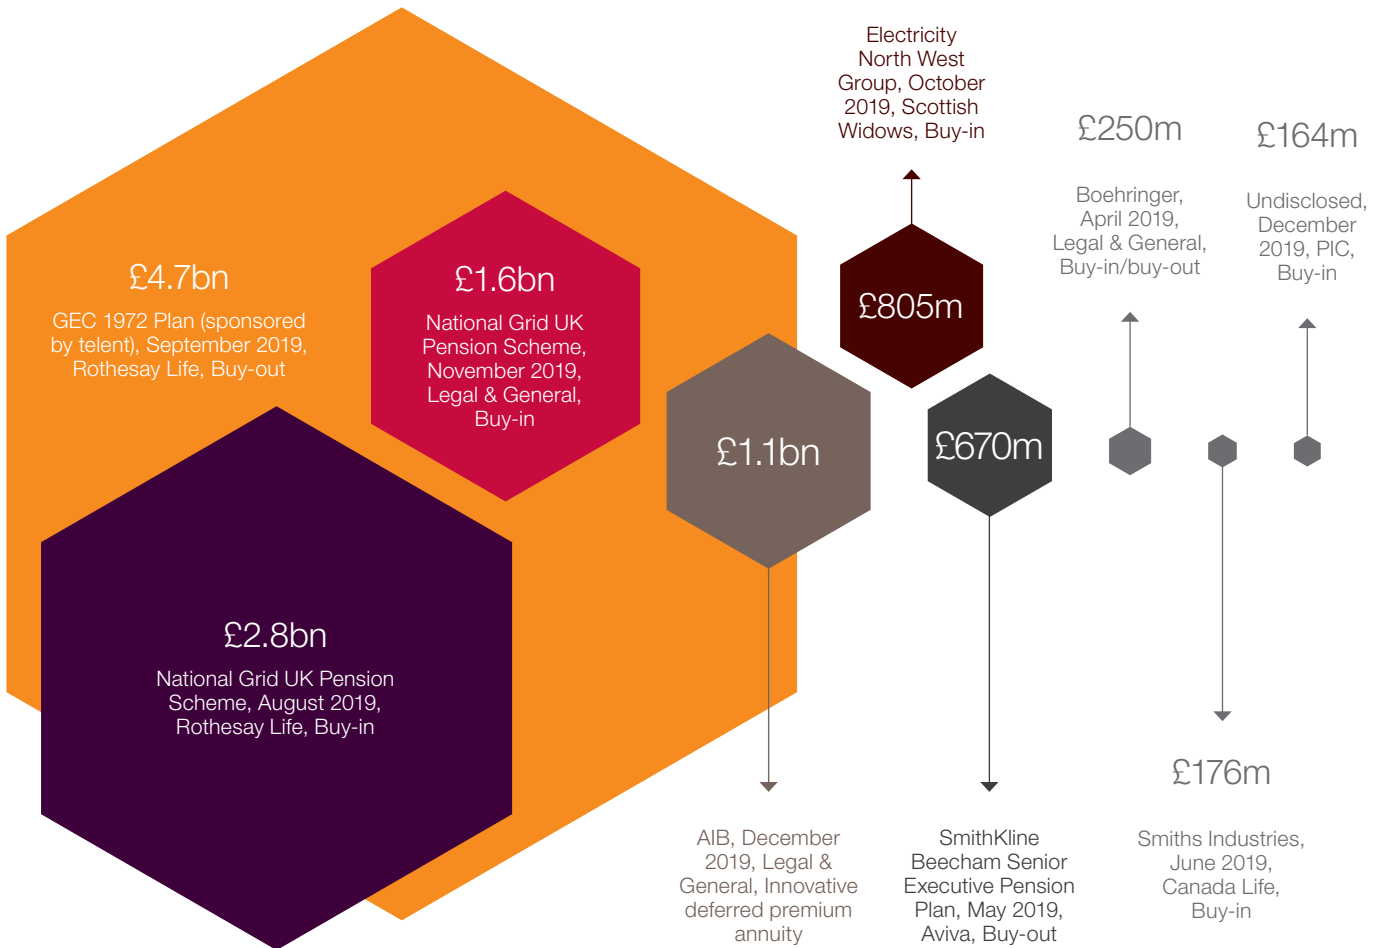 £4.7bn
GEC 1972 Plan (sponsored
by telent), September 2019,
Rothesay Life, Buy-out
£1.6bn
National Grid UK
Pension Scheme,
November 2019,
Legal & General,
Buy-in
£2.8bn
National Grid UK Pension
Scheme, August 2019,
Rothesay Life, Buy-in
£1.1bn
AIB, December
2019, Legal &
General, Innovative
deferred premium
annuity
Electricity
North West
Group, October
2019, Scottish
Widows, Buy-in
£805m
£670m
SmithKline
Beecham Senior
Executive Pension
Plan, May 2019,
Aviva, Buy-out
£250m
Boehringer,
April 2019,
Legal & General,
Buy-in/buy-out
£176m
Smiths Industries,
June 2019,
Canada Life,
Buy-in
£164m
Undisclosed,
December
2019, PIC,
Buy-in